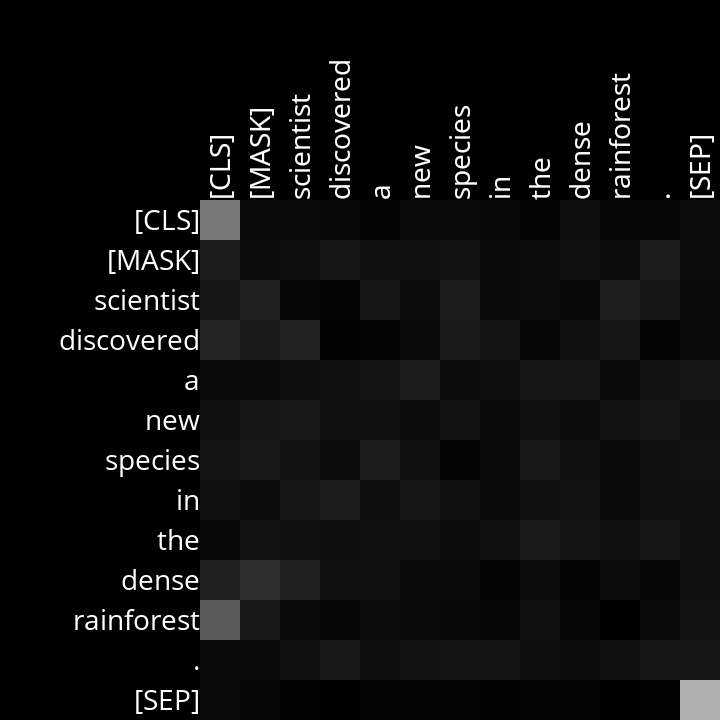 [CLS] [MASK] scientist discovered a new species in the dense rainforest . [SEP]
[CLS]
[MASK]
scientist
discovered
a
new
species
in
the
dense
rainforest
.
[SEP]